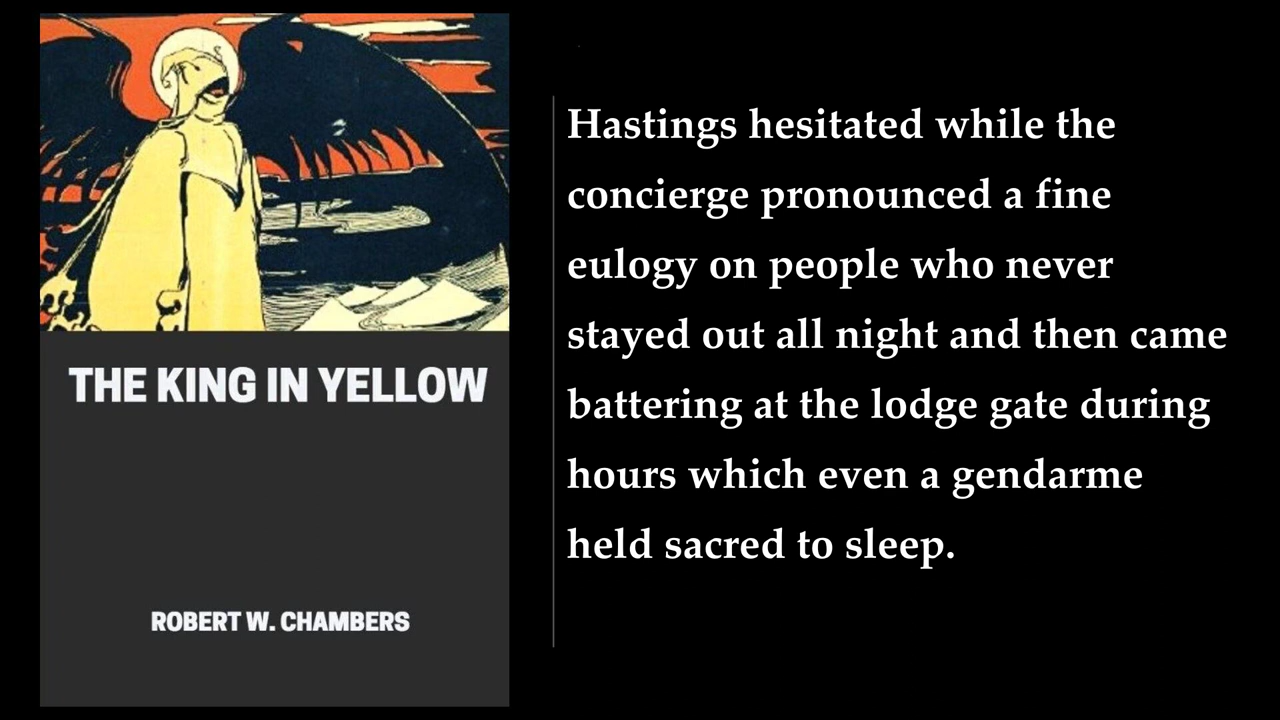 THE KING IN YELLOW
ROBERT W. CHAMBERS
Hastings hesitated while the
concierge pronounced a fine
eulogy on people who never
stayed out all night and then came
battering at the lodge gate during
hours which even a gendarme
held sacred to sleep.